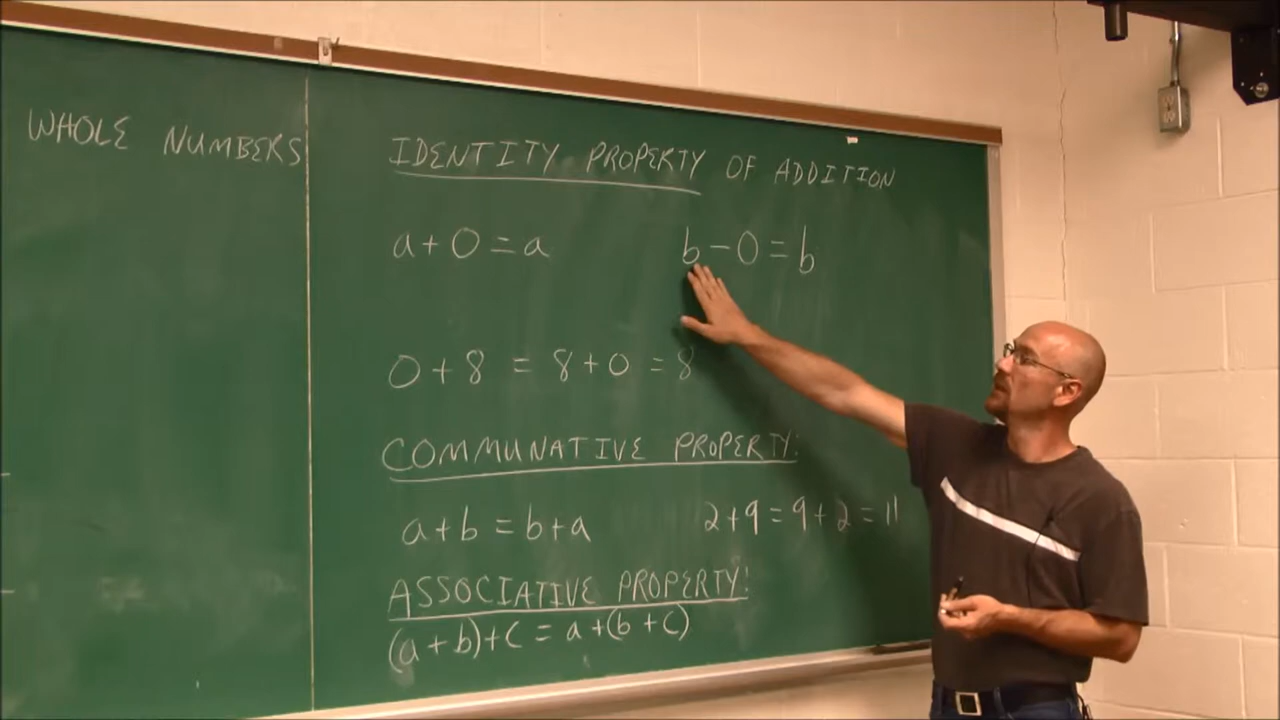 WHOLE NUMBERS
IDENTITY PROPERTY OF ADDITION
a+0=a
b-0=b
0+8 = 8+0 = 8
COMMUNATIVE PROPERTY:
a+b=b+a
2+9=9+2=11
ASSOCIATIVE PROPERTY:
(a+b)+c = a+(b+c)